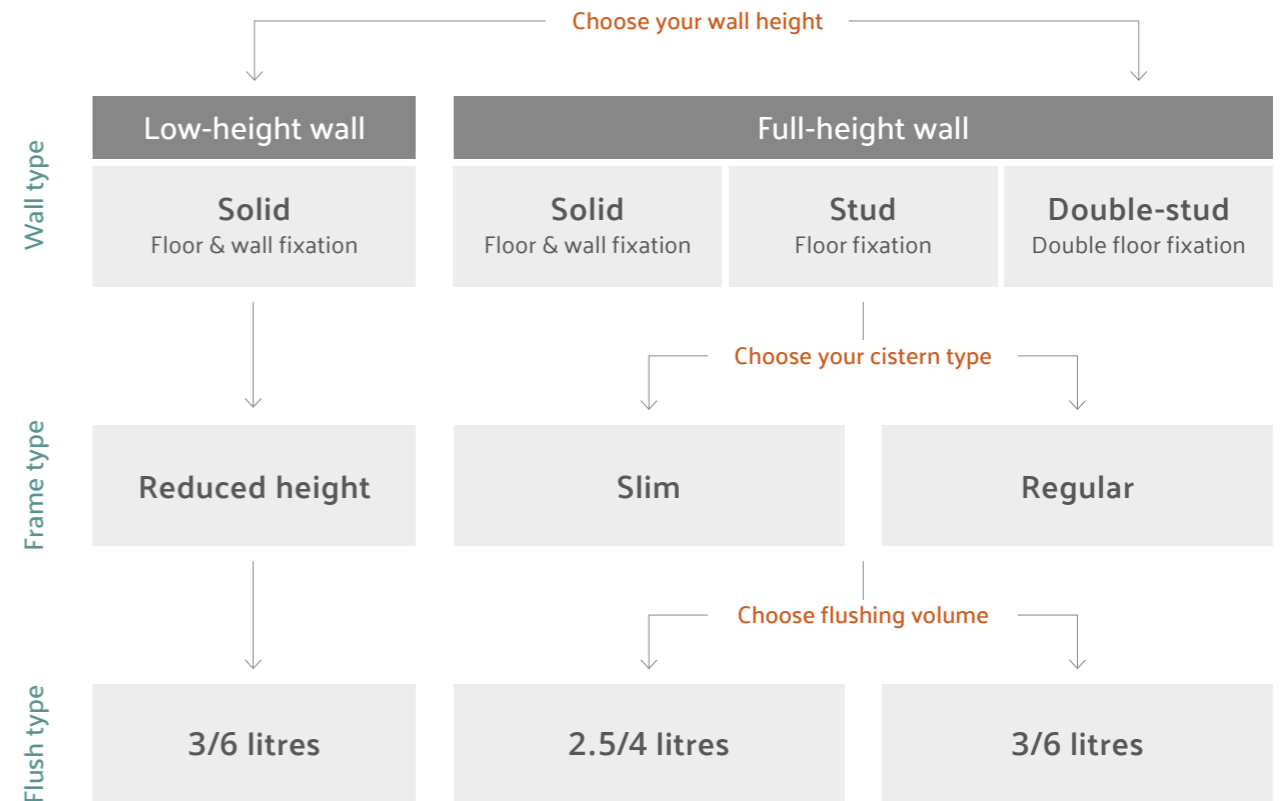 Choose your wall height
Wall type
Low-height wall
Full-height wall
Solid
Floor & wall fixation
Solid
Floor & wall fixation
Stud
Floor fixation
Double-stud
Double floor fixation
Choose your cistern type
Frame type
Reduced height
Slim
Regular
Choose flushing volume
Flush type
3/6 litres
2.5/4 litres
3/6 litres